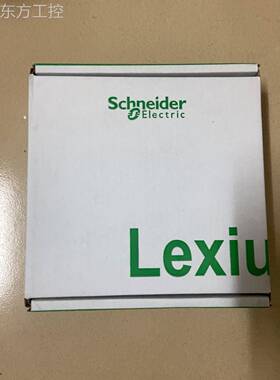 东方工控
Schneider
Electric
Lexiu